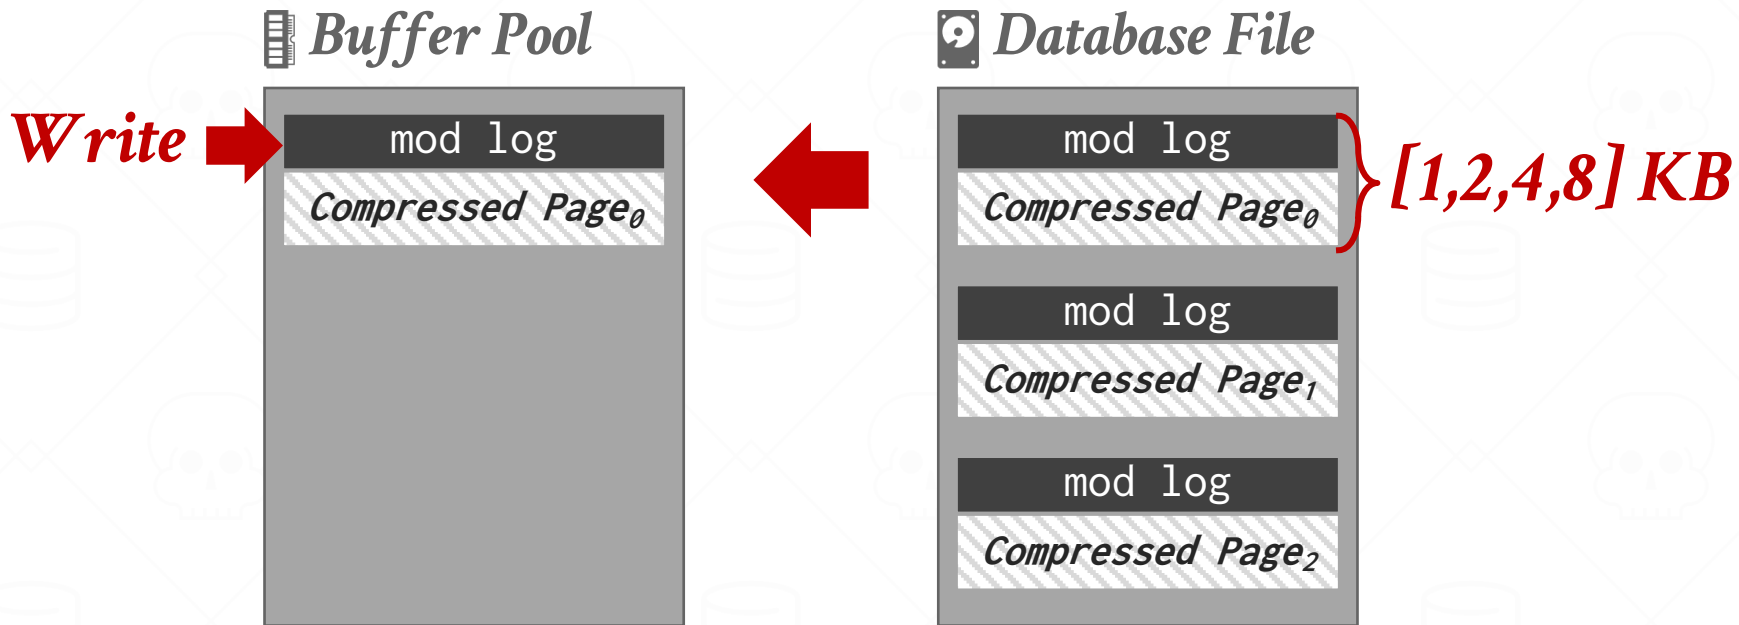 Buffer Pool
Write
mod log
Compressed Page₀
Database File
mod log
Compressed Page₀
[1,2,4,8] KB
mod log
Compressed Page₁
mod log
Compressed Page₂